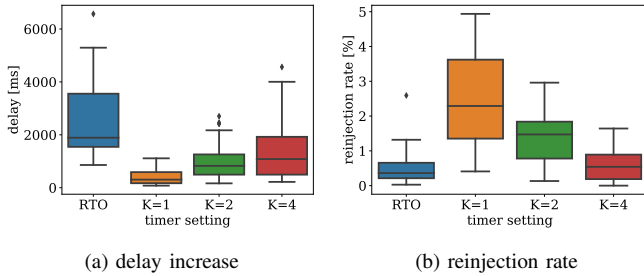 6000
4000
2000
0
delay [ms]
RTO K=1 K=2 K=4
timer setting
(a) delay increase
5
4
3
2
1
0
reinjection rate [%]
RTO K=1 K=2 K=4
timer setting
(b) reinjection rate